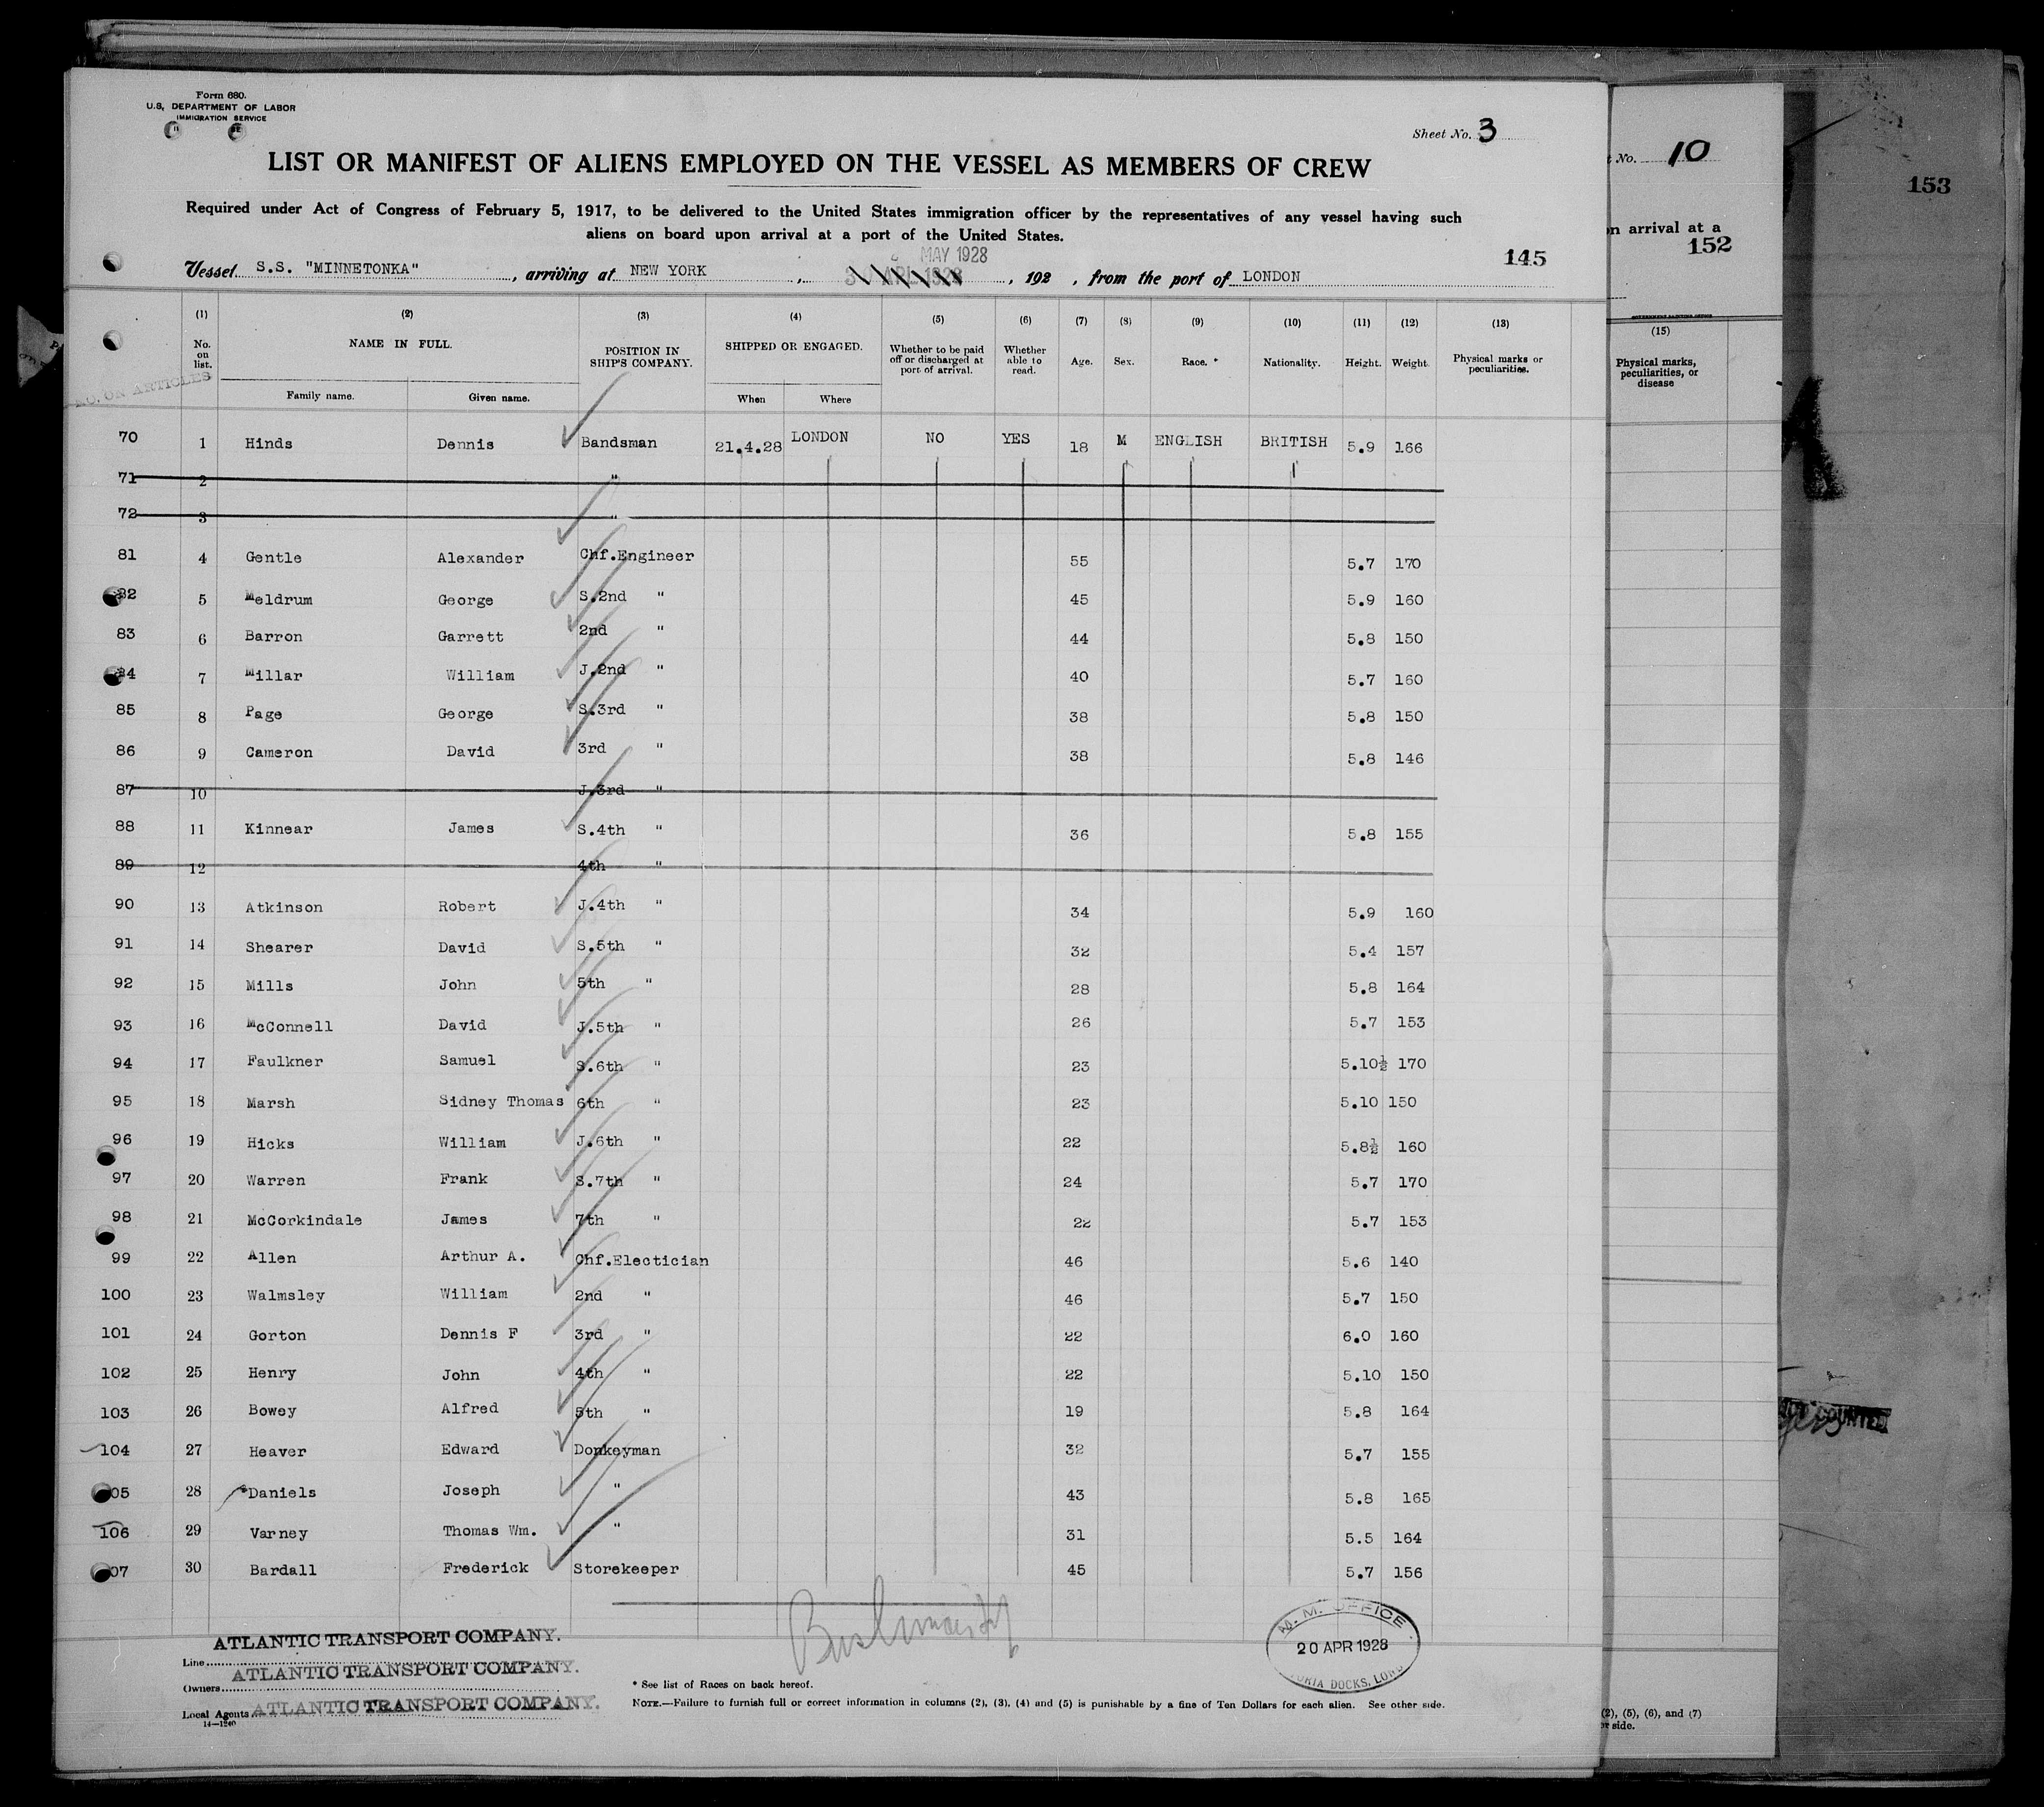 Form 680.
U.S. DEPARTMENT OF LABOR
IMMIGRATION SERVICE
Sheet No. 3
LIST OR MANIFEST OF ALIENS EMPLOYED ON THE VESSEL AS MEMBERS OF CREW
Required under Act of Congress of February 5, 1917, to be delivered to the United States immigration officer by the representatives of any vessel having such
aliens on board upon arrival at a port of the United States.
MAY 1928
145
Vessel S.S. "MINNETONKA", arriving at NEW YORK, 192 , from the port of LONDON
(1) (2) (3) (4) (5) (6) (7) (8) (9) (10) (11) (12) (13)
No. on list. NAME IN FULL. POSITION IN SHIP'S COMPANY. SHIPPED OR ENGAGED. Whether to be paid off or discharged at port of arrival. Whether able to read. Age. Sex. Race. * Nationality. Height. Weight. Physical marks or peculiarities.
NO. ON ARTICLES
Family name. Given name. When Where
70 1 Hinds Dennis Bandsman 21.4.28 LONDON NO YES 18 M ENGLISH BRITISH 5.9 166
71 2 "
72 3 "
81 4 Gentle Alexander Chf.Engineer 55 5.7 170
82 5 Meldrum George S.2nd " 45 5.9 160
83 6 Barron Garrett 2nd " 44 5.8 150
84 7 Millar William J.2nd " 40 5.7 160
85 8 Page George S.3rd " 38 5.8 150
86 9 Cameron David 3rd " 38 5.8 146
87 10 J.3rd "
88 11 Kinnear James S.4th " 36 5.8 155
89 12 4th "
90 13 Atkinson Robert J.4th " 34 5.9 160
91 14 Shearer David S.5th " 32 5.4 157
92 15 Mills John 5th " 28 5.8 164
93 16 McConnell David J.5th " 26 5.7 153
94 17 Faulkner Samuel S.6th " 23 5.10½ 170
95 18 Marsh Sidney Thomas 6th " 23 5.10 150
96 19 Hicks William J.6th " 22 5.8½ 160
97 20 Warren Frank S.7th " 24 5.7 170
98 21 McCorkindale James 7th " 22 5.7 153
99 22 Allen Arthur A. Chf.Electician 46 5.6 140
100 23 Walmsley William 2nd " 46 5.7 150
101 24 Gorton Dennis F 3rd " 22 6.0 160
102 25 Henry John 4th " 22 5.10 150
103 26 Bowey Alfred 5th " 19 5.8 164
104 27 Heaver Edward Donkeyman 32 5.7 155
05 28 Daniels Joseph " 43 5.8 165
106 29 Varney Thomas Wm. " 31 5.5 164
07 30 Bardall Frederick Storekeeper 45 5.7 156
M. M. OFFICE
20 APR 1928
DOCKS, LON
Line ATLANTIC TRANSPORT COMPANY.
Owners ATLANTIC TRANSPORT COMPANY.
Local Agents ATLANTIC TRANSPORT COMPANY.
14—1240
* See list of Races on back hereof.
NOTE.—Failure to furnish full or correct information in columns (2), (3), (4) and (5) is punishable by a fine of Ten Dollars for each alien. See other side.
No. 10
on arrival at a
152
(15)
Physical marks,
peculiarities, or
disease
(2), (5), (6), and (7)
side.
153